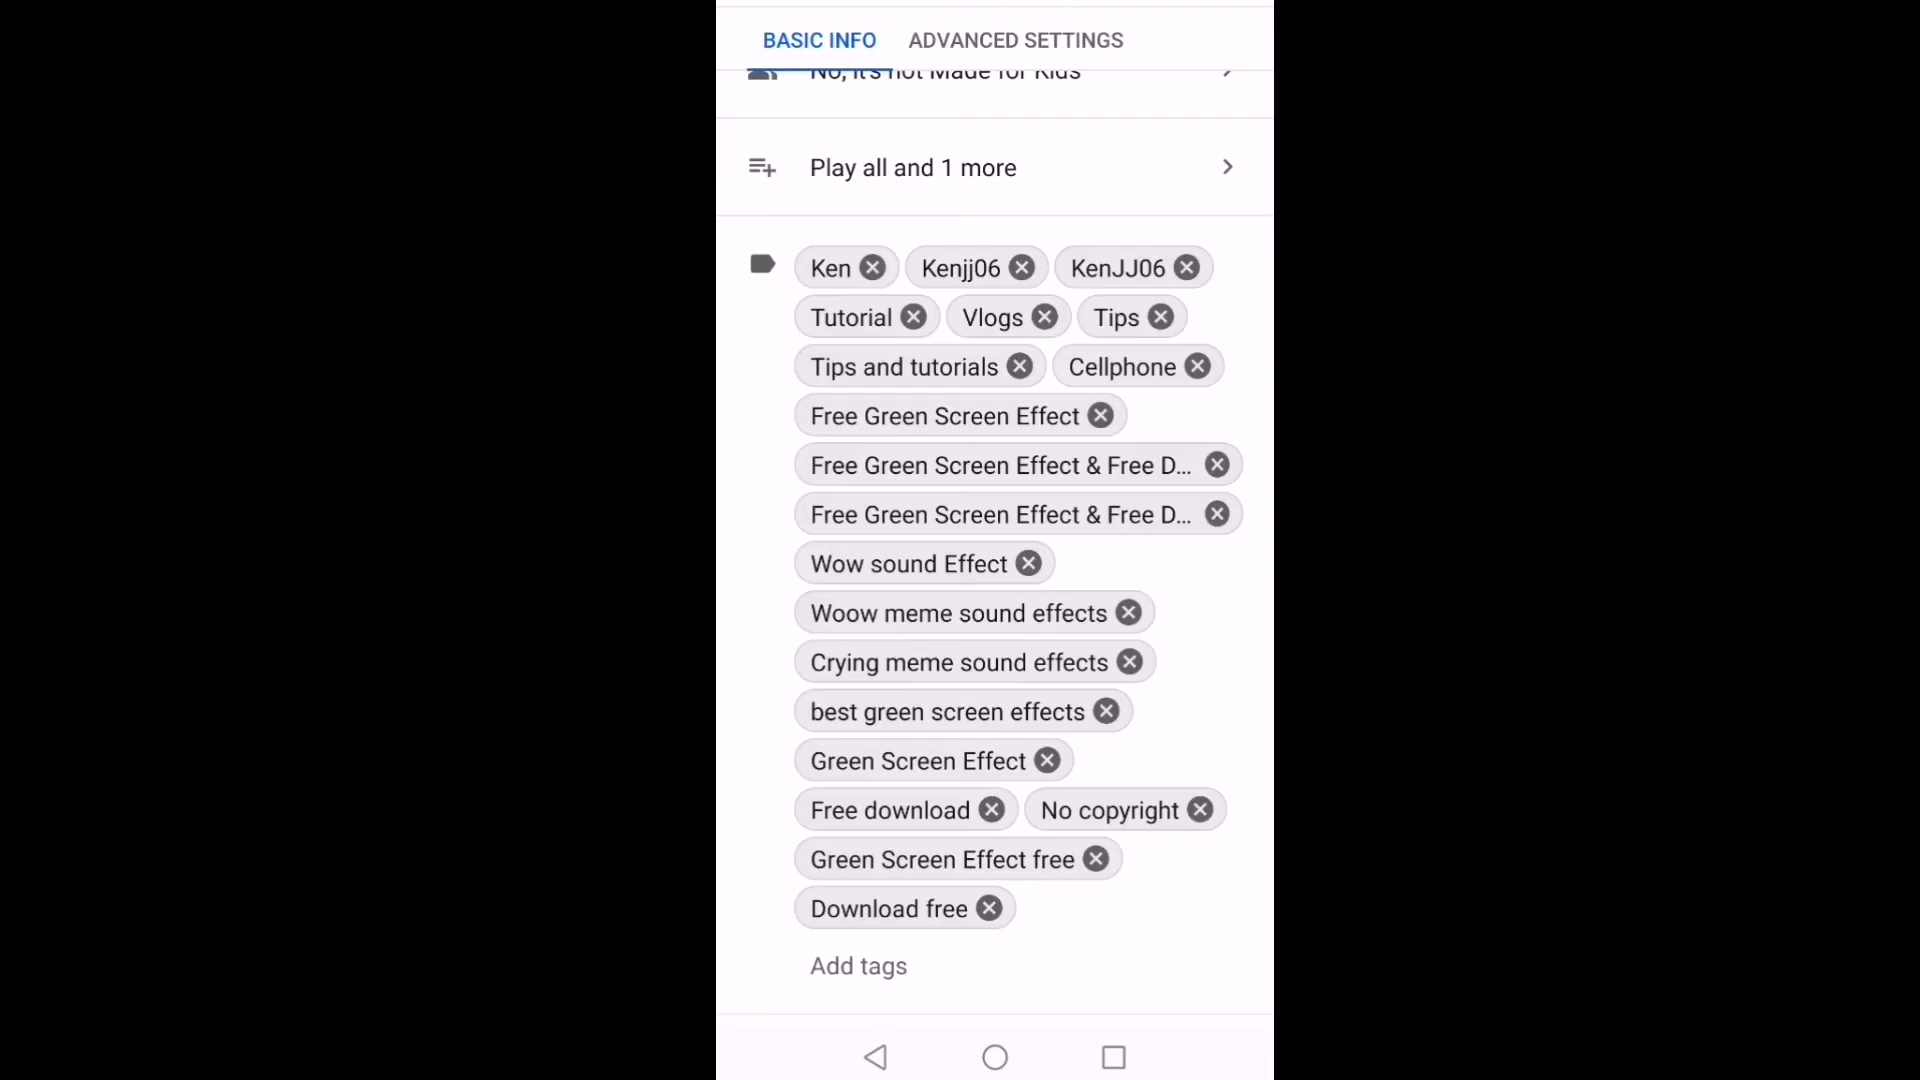 BASIC INFO ADVANCED SETTINGS
No, it's not Made for Kids
Play all and 1 more
Ken Kenjj06 KenJJ06
Tutorial Vlogs Tips
Tips and tutorials Cellphone
Free Green Screen Effect
Free Green Screen Effect & Free D...
Free Green Screen Effect & Free D...
Wow sound Effect
Woow meme sound effects
Crying meme sound effects
best green screen effects
Green Screen Effect
Free download No copyright
Green Screen Effect free
Download free
Add tags